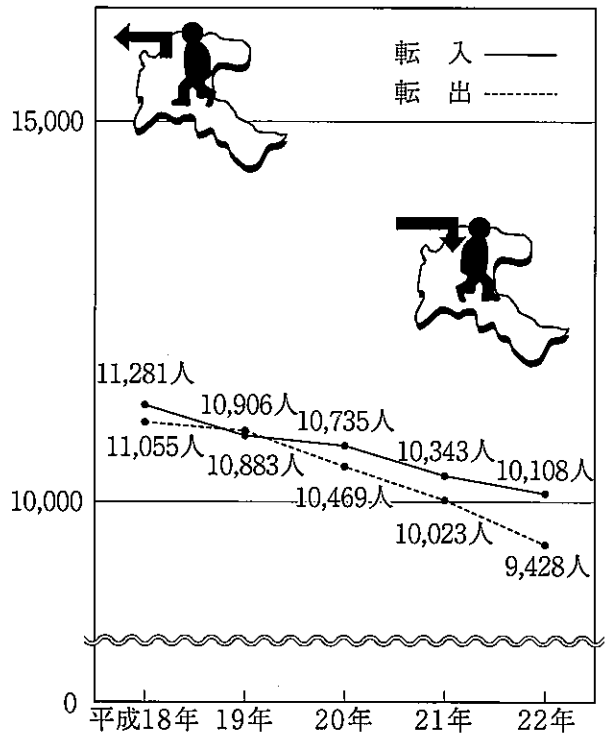 転入
転出
15,000
11,281人
10,906人
10,735人
10,343人
10,108人
11,055人
10,883人
10,469人
10,023人
9,428人
10,000
0
平成18年 19年 20年 21年 22年